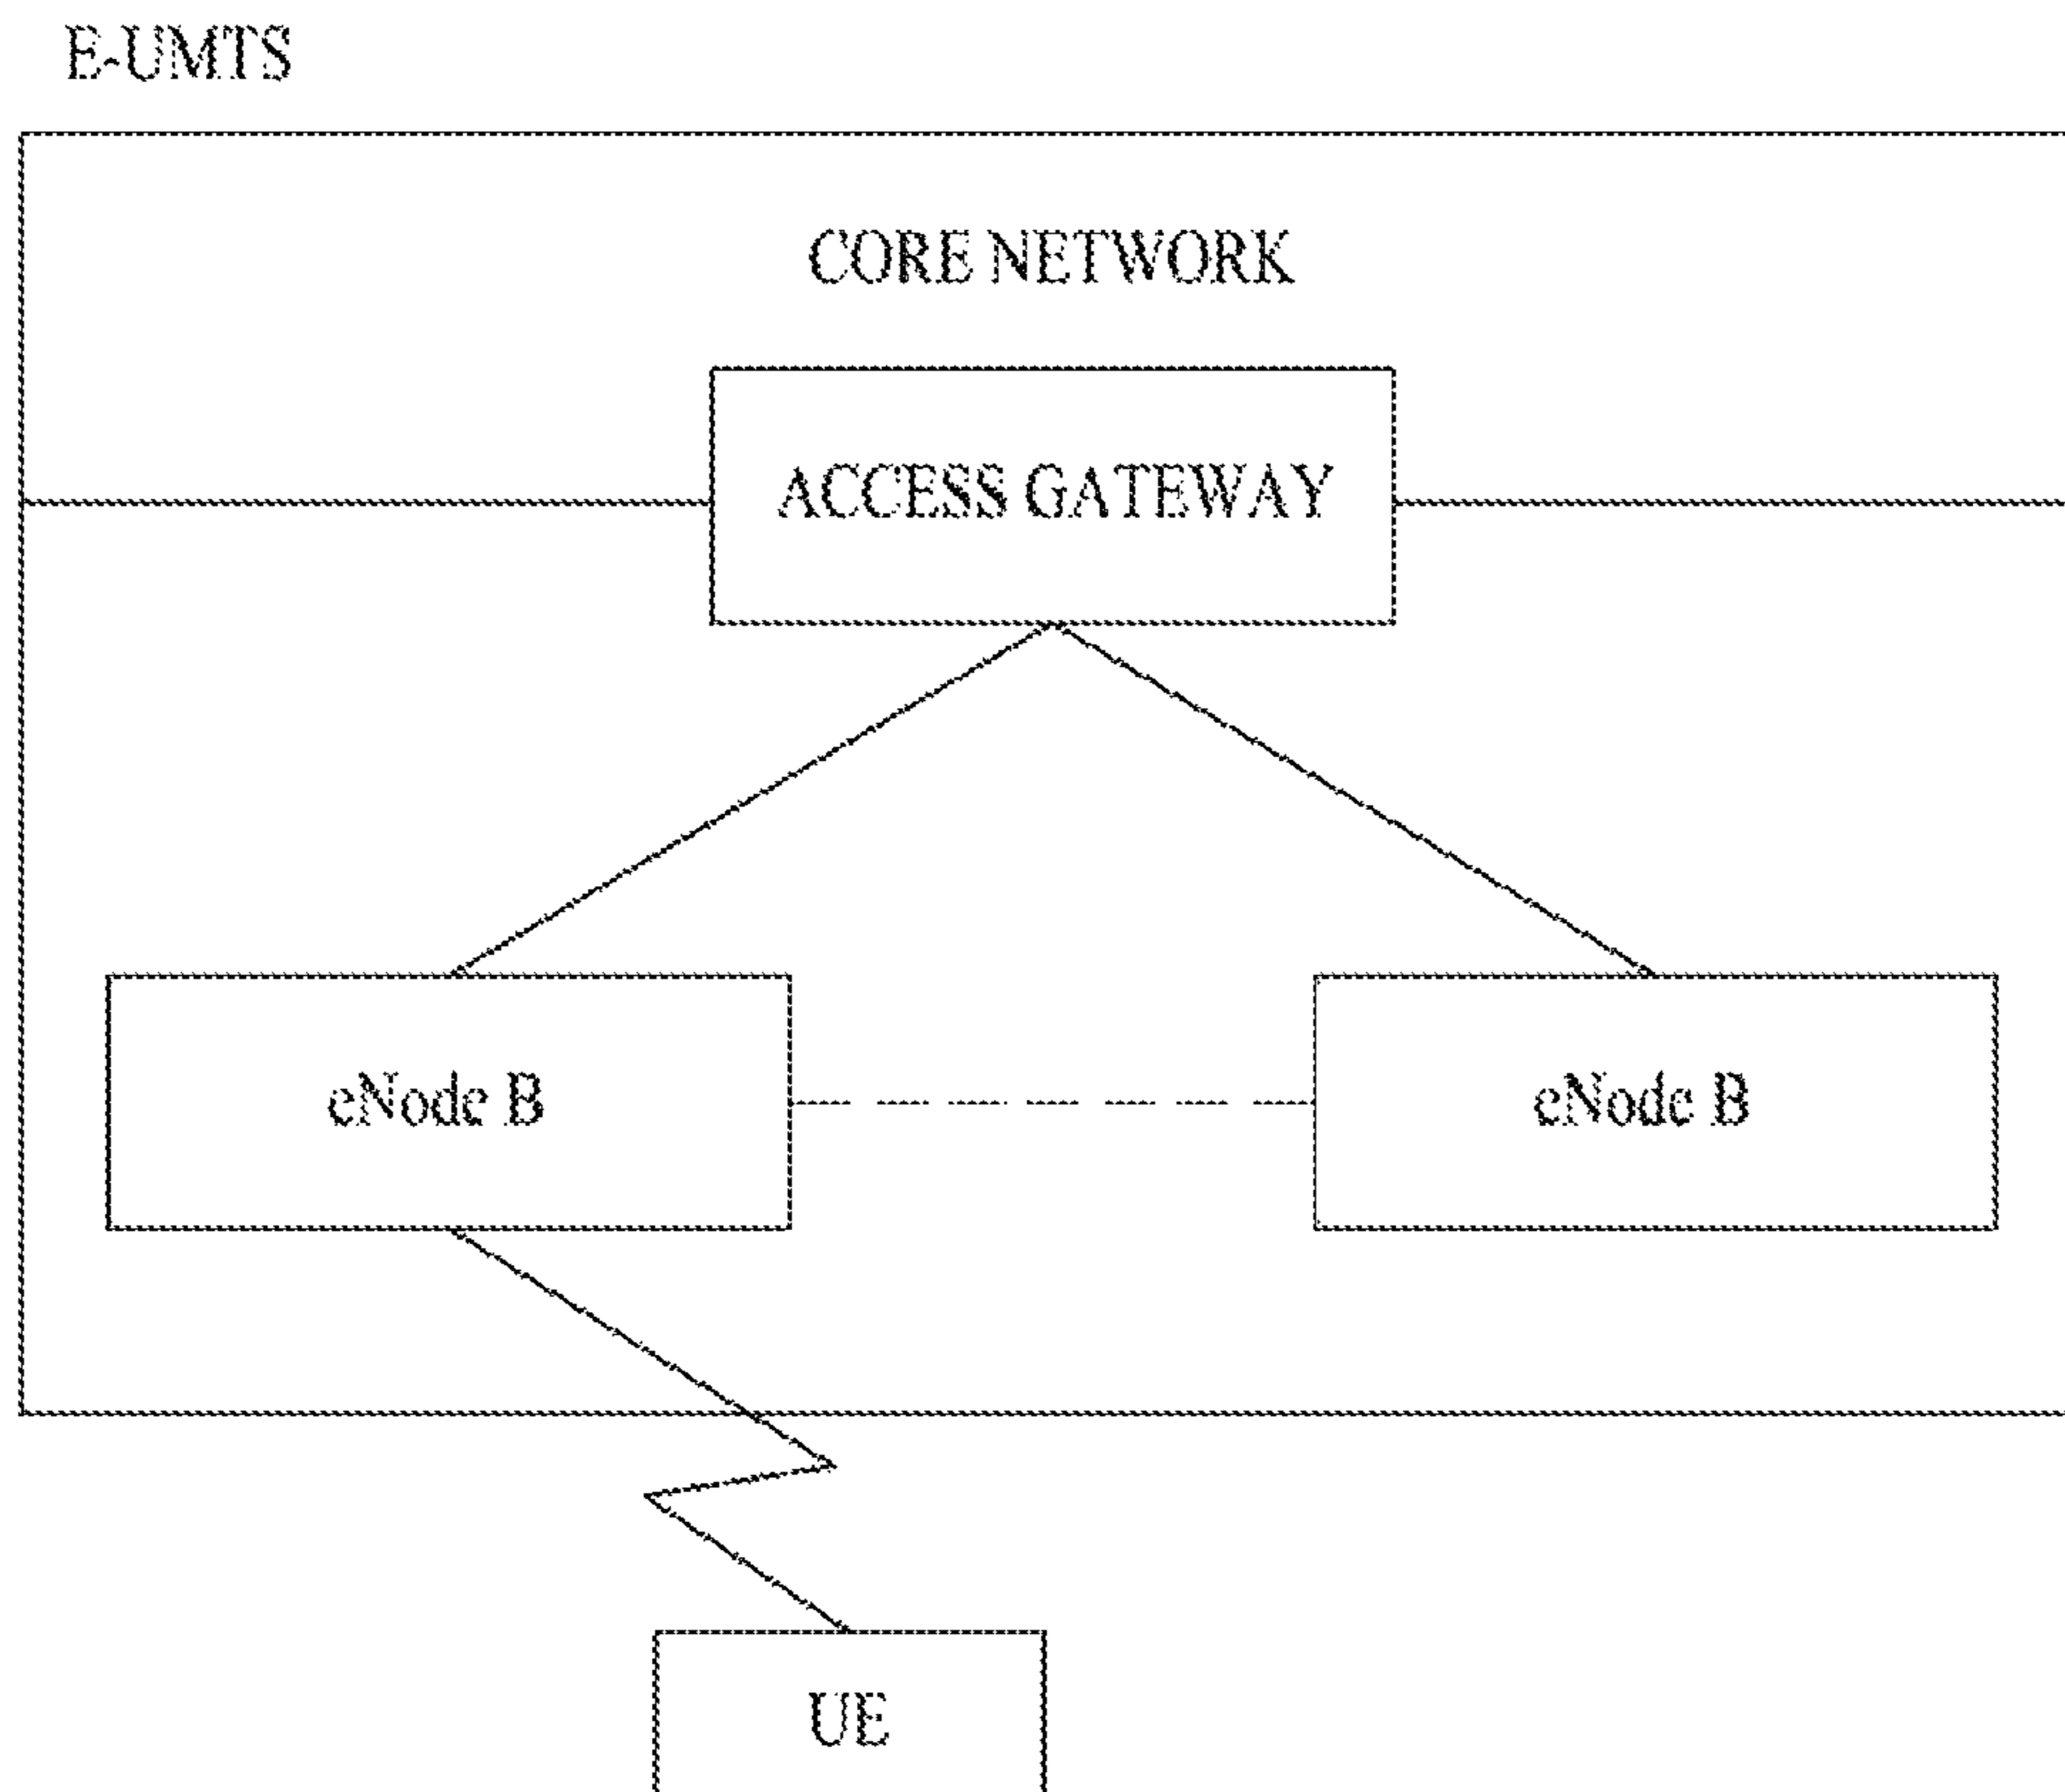 E-UMTS
CORE NETWORK
ACCESS GATEWAY
eNode B
eNode B
UE